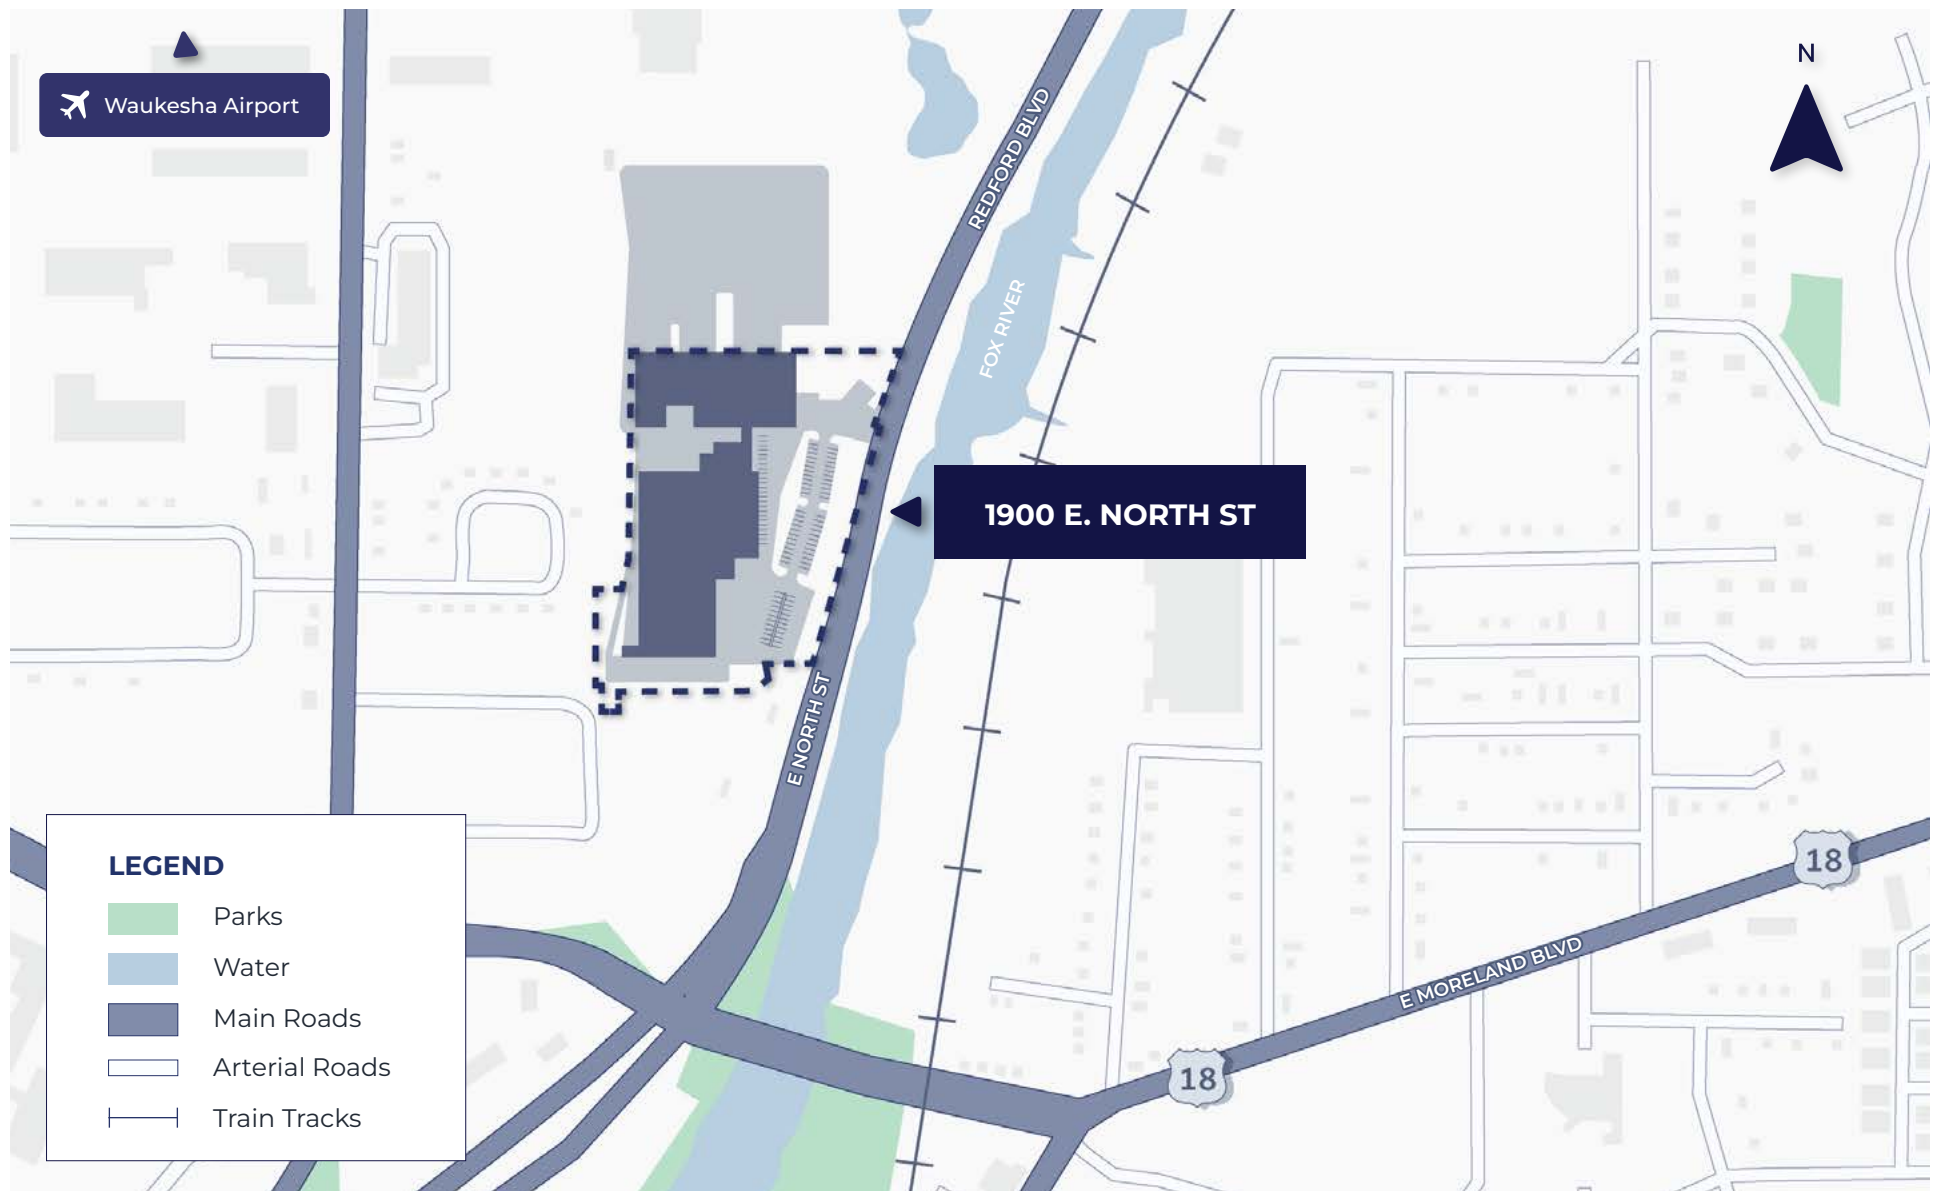 Waukesha Airport
N
REDFORD BLVD
FOX RIVER
1900 E. NORTH ST
E NORTH ST
18
E MORELAND BLVD
18
LEGEND
Parks
Water
Main Roads
Arterial Roads
Train Tracks